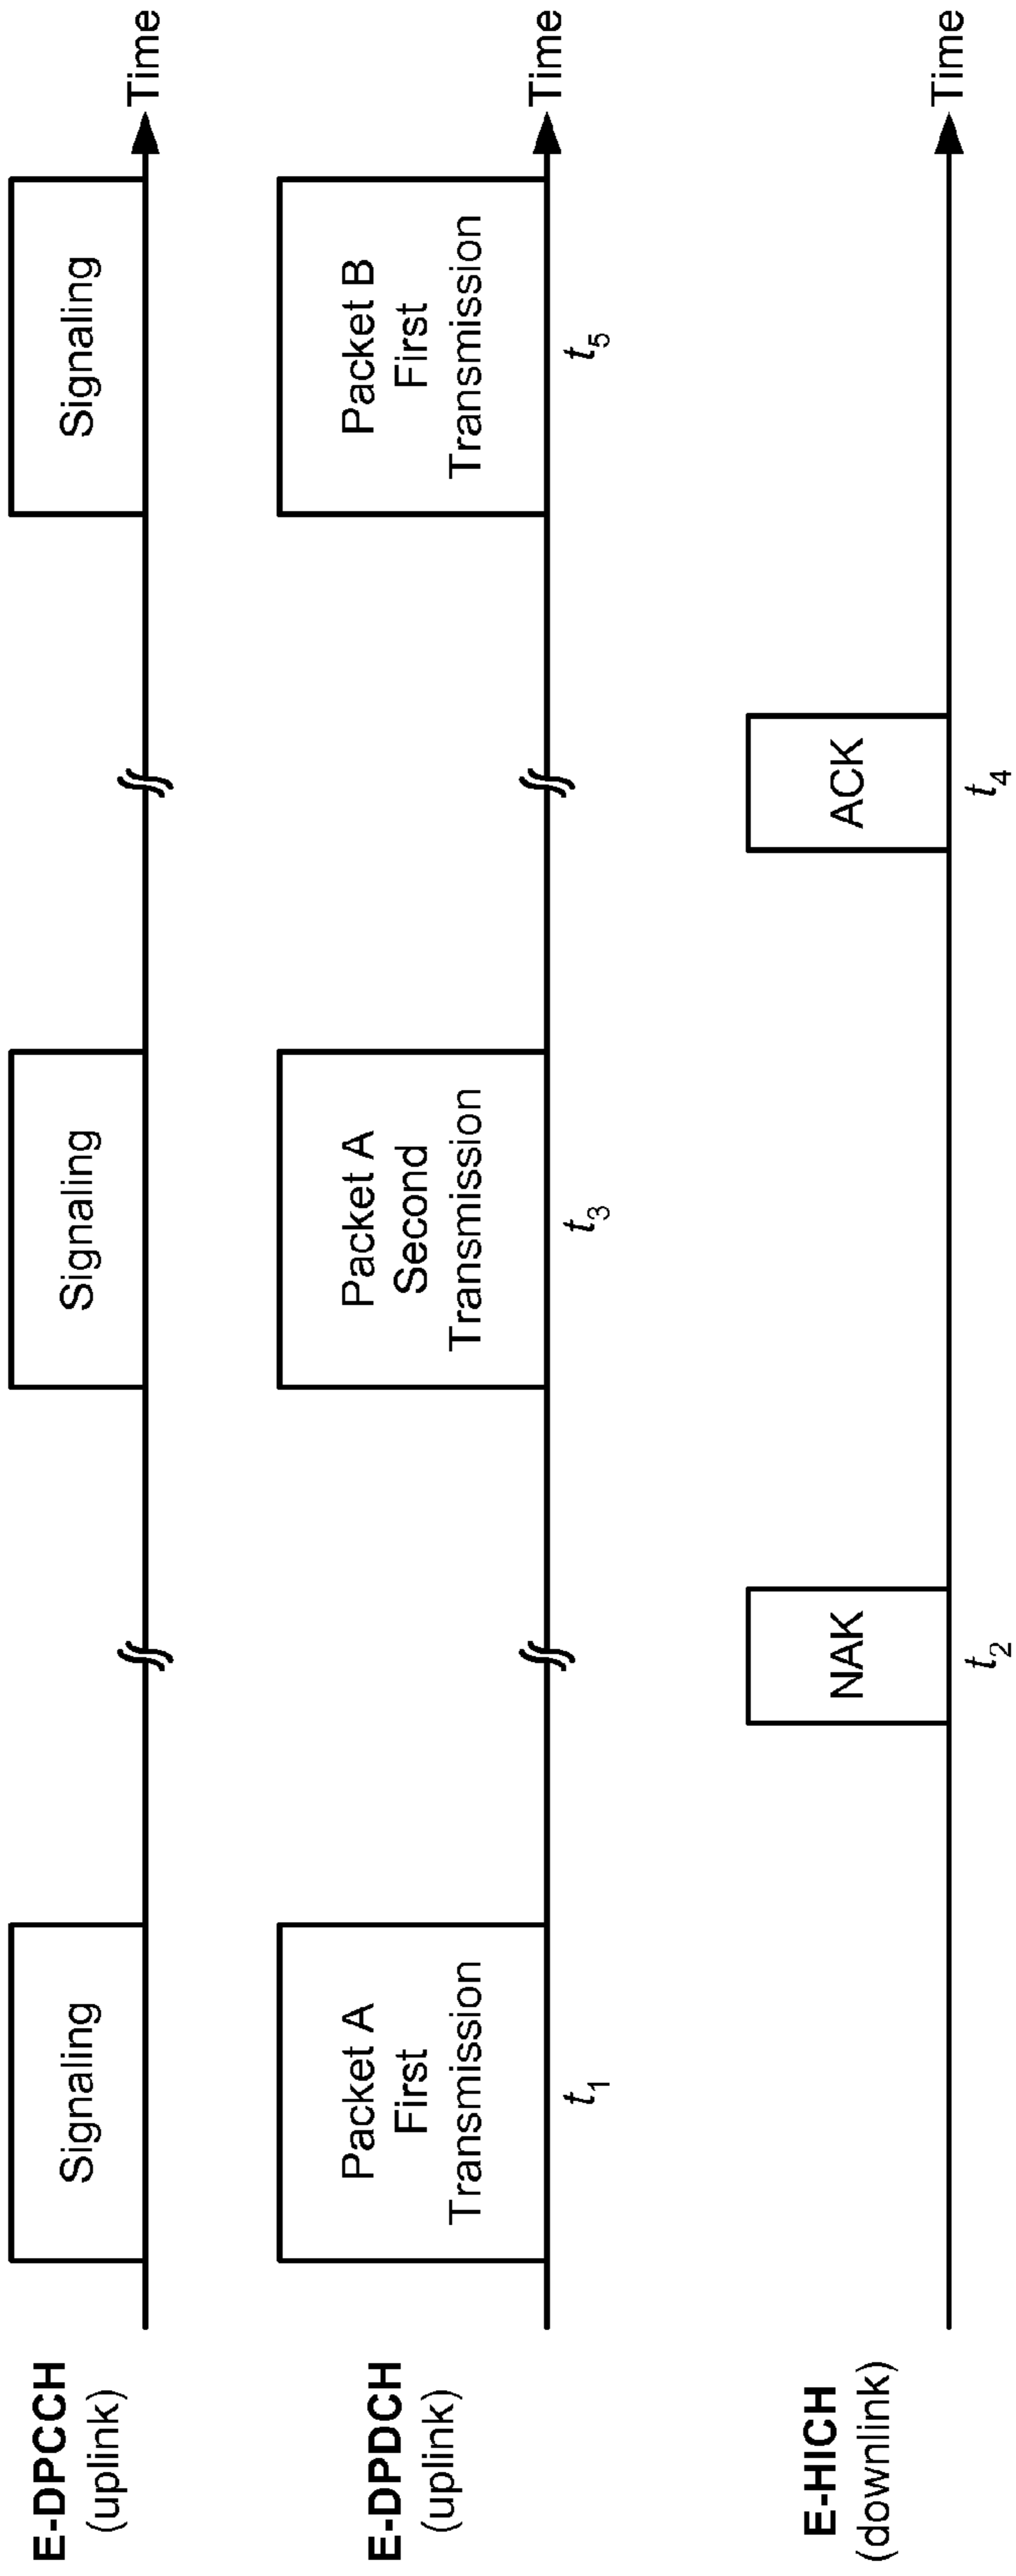 E-DPCCH
(uplink)
Signaling
Signaling
Signaling
Time
E-DPDCH
(uplink)
Packet A
First
Transmission
Packet A
Second
Transmission
Packet B
First
Transmission
Time
t1
t3
t5
E-HICH
(downlink)
NAK
ACK
Time
t2
t4